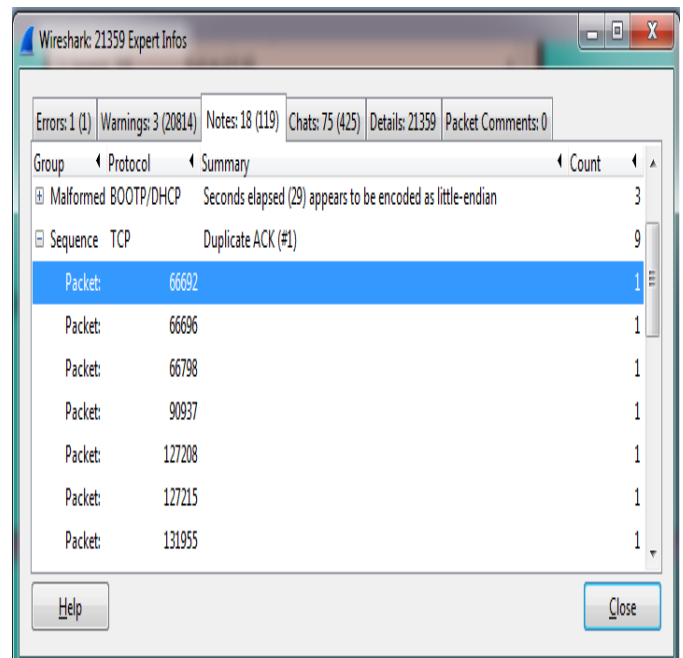 Wireshark: 21359 Expert Infos
Errors: 1 (1) Warnings: 3 (20814) Notes: 18 (119) Chats: 75 (425) Details: 21359 Packet Comments: 0
Group Protocol Summary Count
Malformed BOOTP/DHCP Seconds elapsed (29) appears to be encoded as little-endian 3
Sequence TCP Duplicate ACK (#1) 9
Packet: 66692 1
Packet: 66696 1
Packet: 66798 1
Packet: 90937 1
Packet: 127208 1
Packet: 127215 1
Packet: 131955 1
Help Close